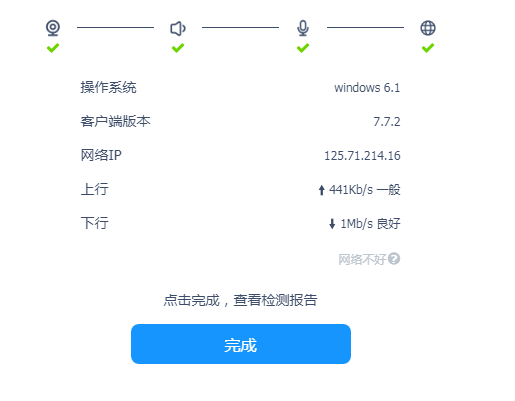 操作系统 windows 6.1
客户端版本 7.7.2
网络IP 125.71.214.16
上行 441Kb/s 一般
下行 1Mb/s 良好
网络不好?
点击完成，查看检测报告
完成